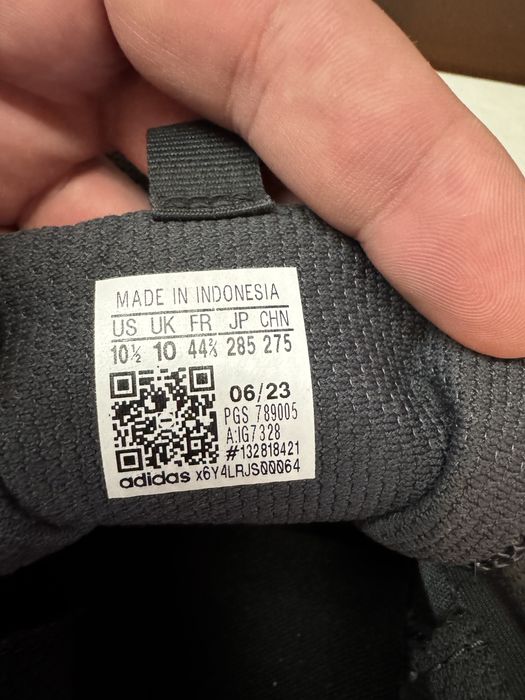 MADE IN INDONESIA
US UK FR JP CHN
10½ 10 44⅔ 285 275
06/23
PGS 789005
A:IG7328
#132818421
adidas x6Y4LRJS00064